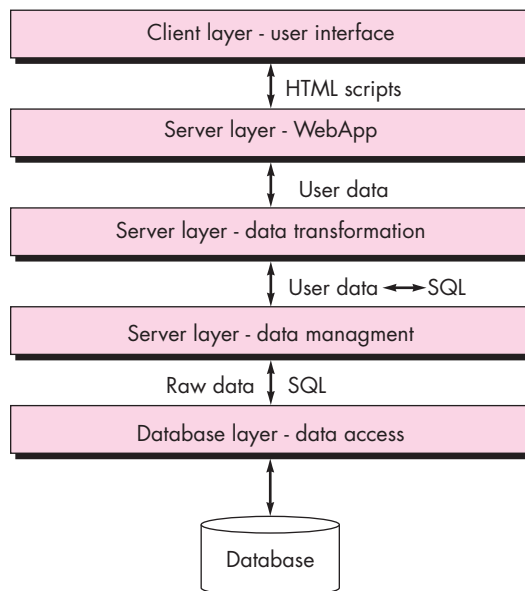 Client layer - user interface
HTML scripts
Server layer - WebApp
User data
Server layer - data transformation
User data SQL
Server layer - data managment
Raw data SQL
Database layer - data access
Database